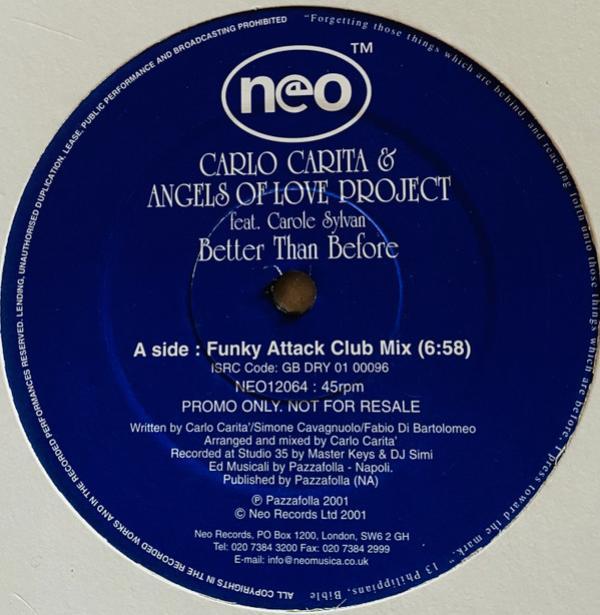 TM
neo
CARLO CARITA &
ANGELS OF LOVE PROJECT
feat. Carole Sylvan
Better Than Before
A side : Funky Attack Club Mix (6:58)
ISRC Code: GB DRY 01 00096
NEO12064 : 45rpm
PROMO ONLY. NOT FOR RESALE
Written by Carlo Carita'/Simone Cavagnuolo/Fabio Di Bartolomeo
Arranged and mixed by Carlo Carita'
Recorded at Studio 35 by Master Keys & DJ Simi
Ed Musicali by Pazzafolla - Napoli.
Published by Pazzafolla (NA)
℗ Pazzafolla 2001
© Neo Records Ltd 2001
Neo Records, PO Box 1200, London, SW6 2 GH
Tel: 020 7384 3200 Fax: 020 7384 2999
E-mail: info@neomusica.co.uk
ALL COPYRIGHTS IN THE RECORDED WORKS AND IN THE RECORDED PERFORMANCES RESERVED. LENDING, UNAUTHORISED DUPLICATION, LEASE, PUBLIC PERFORMANCE AND BROADCASTING PROHIBITED
"Forgetting those things which are behind, and reaching forth unto those things which are before, I press toward the mark." 13 Philippians, Bible